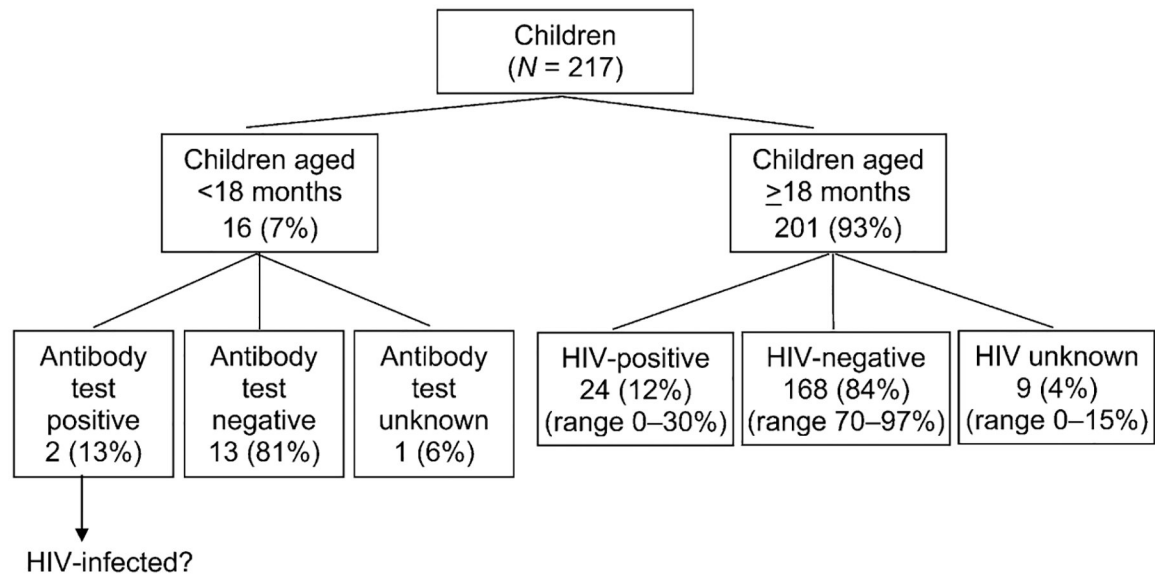 Children
(N = 217)
Children aged
<18 months
16 (7%)
Children aged
≥18 months
201 (93%)
Antibody
test
positive
2 (13%)
Antibody
test
negative
13 (81%)
Antibody
test
unknown
1 (6%)
HIV-positive
24 (12%)
(range 0–30%)
HIV-negative
168 (84%)
(range 70–97%)
HIV unknown
9 (4%)
(range 0–15%)
HIV-infected?